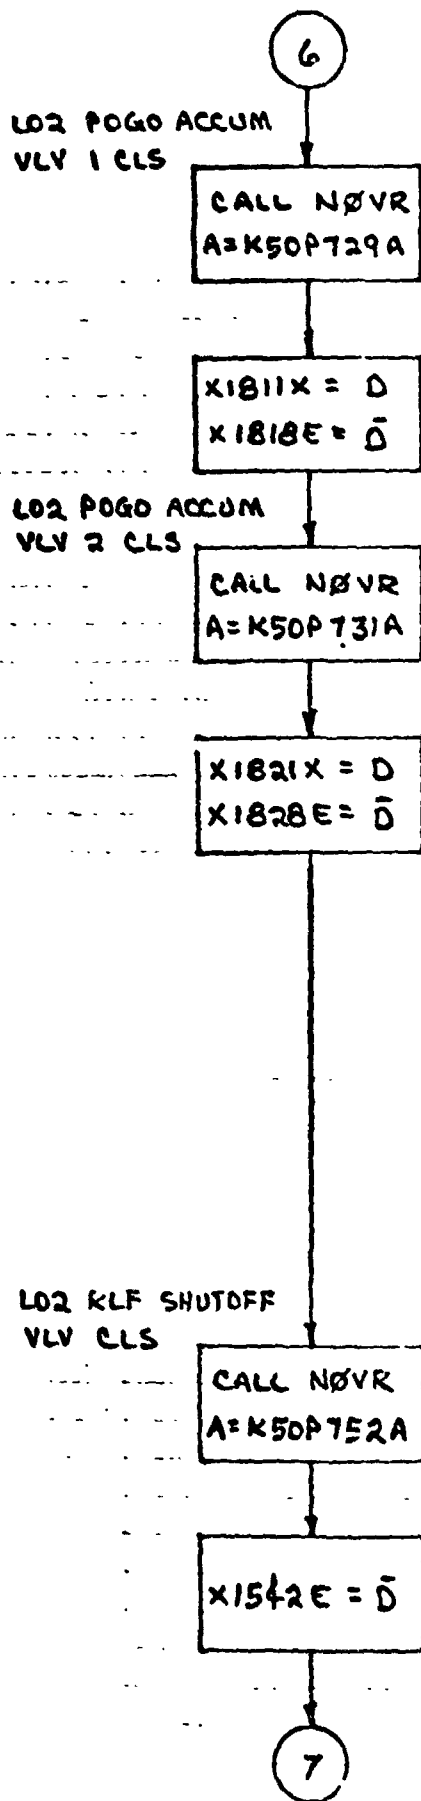 6
LO2 POGO ACCUM
VLV 1 CLS
CALL NØVR
A=K50P729A
X1811X = D
X1818E = D̄
LO2 POGO ACCUM
VLV 2 CLS
CALL NØVR
A=K50P731A
X1821X = D
X1828E = D̄
LO2 RLF SHUTOFF
VLV CLS
CALL NØVR
A=K50P752A
X1542E = D̄
7